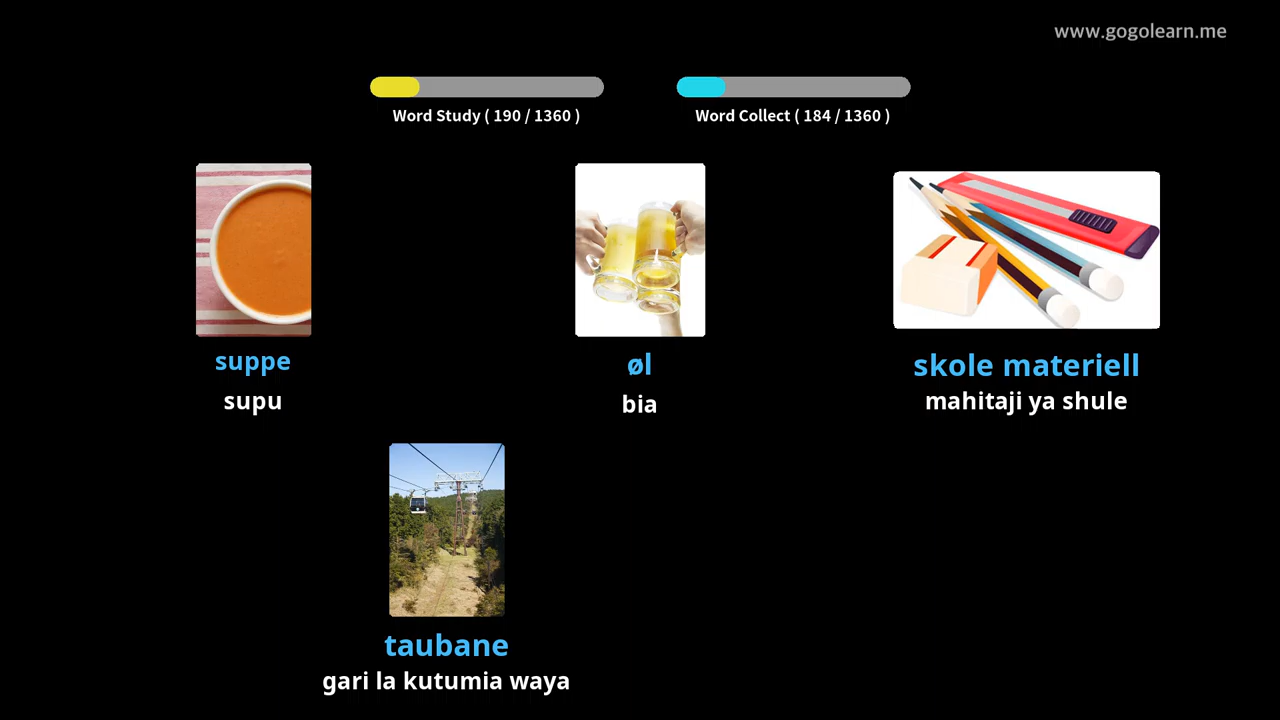 www.gogolearn.me
Word Study ( 190 / 1360 )
Word Collect ( 184 / 1360 )
suppe
supu
øl
bia
skole materiell
mahitaji ya shule
taubane
gari la kutumia waya